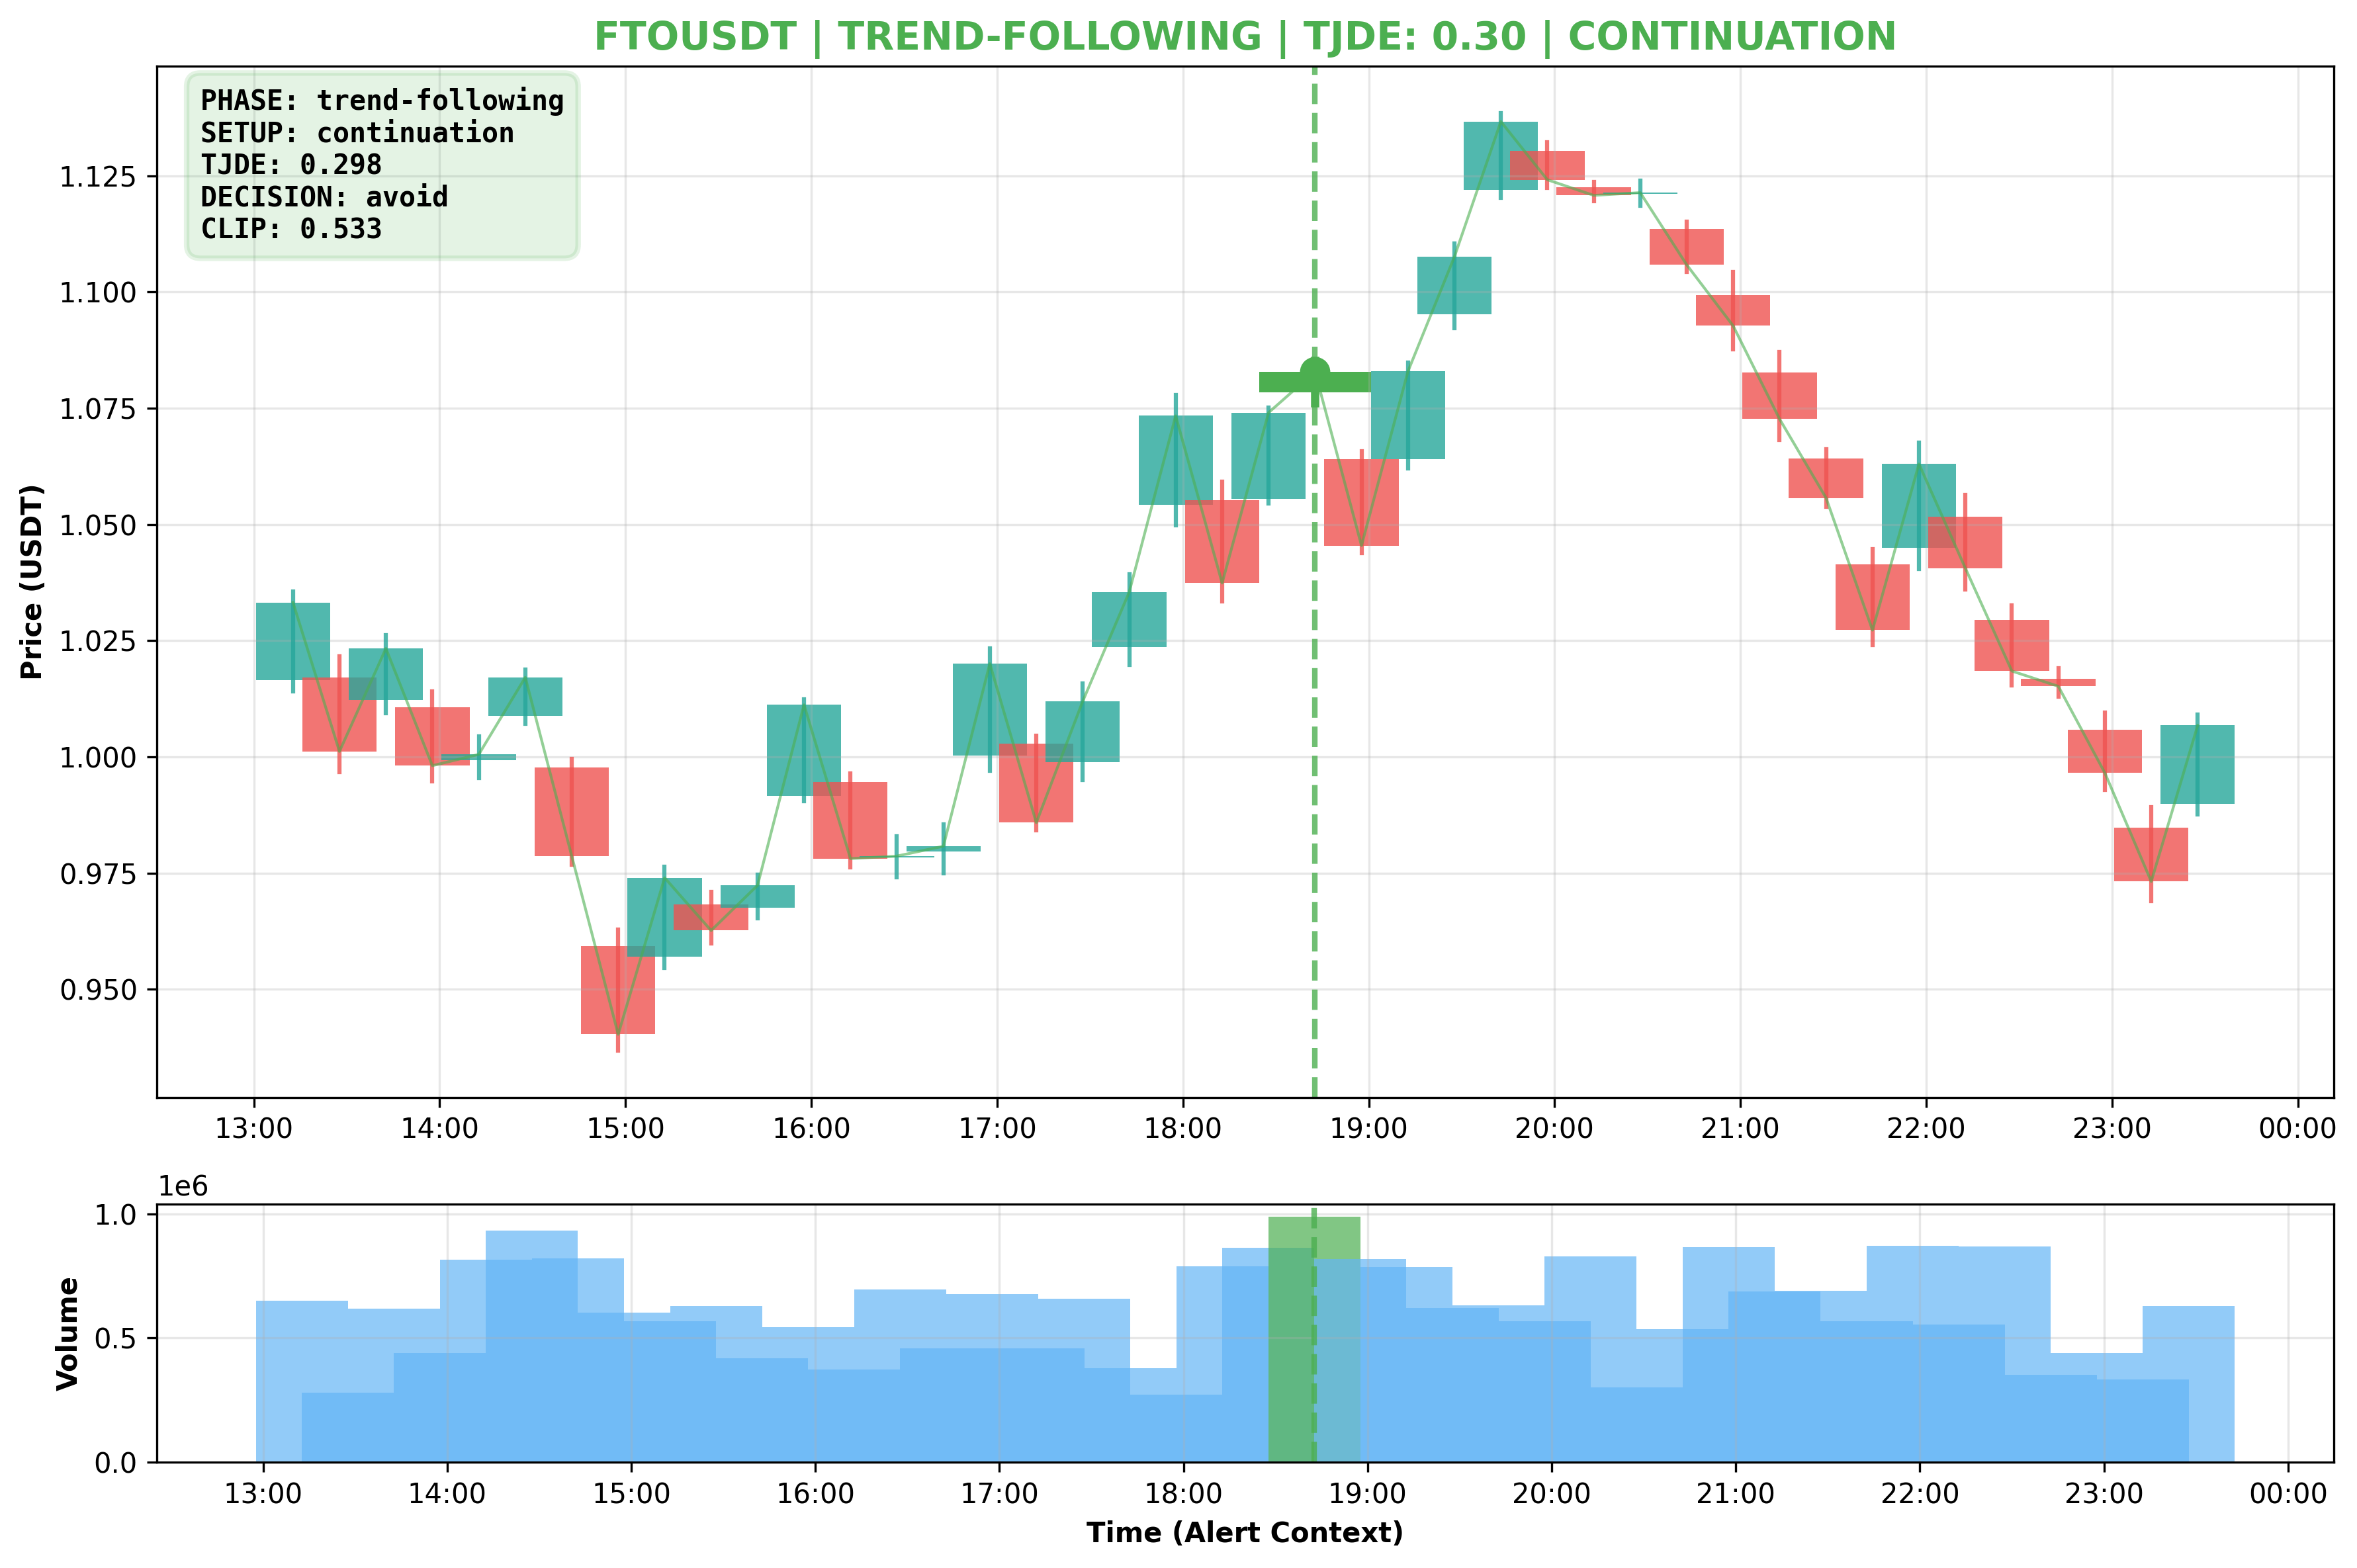 FTOUSDT | TREND-FOLLOWING | TJDE: 0.30 | CONTINUATION
PHASE: trend-following
SETUP: continuation
TJDE: 0.298
DECISION: avoid
CLIP: 0.533
Price (USDT)
1.125
1.100
1.075
1.050
1.025
1.000
0.975
0.950
13:00 14:00 15:00 16:00 17:00 18:00 19:00 20:00 21:00 22:00 23:00 00:00
1e6
Volume
1.0
0.5
0.0
13:00 14:00 15:00 16:00 17:00 18:00 19:00 20:00 21:00 22:00 23:00 00:00
Time (Alert Context)